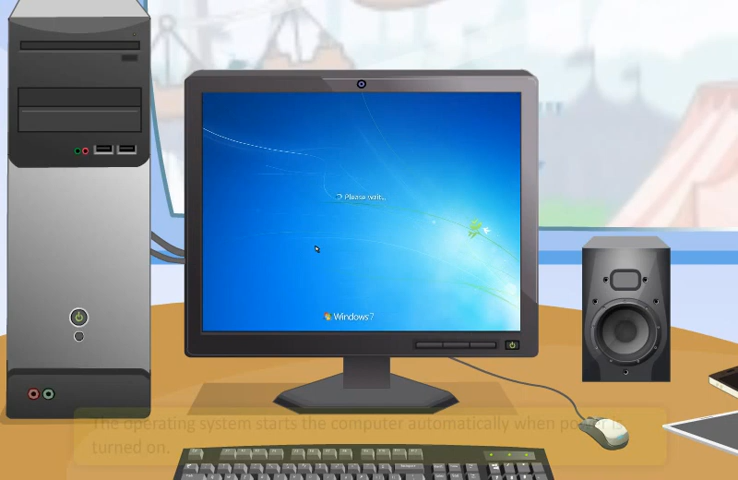 Please wait..
Windows 7
The operating system starts the computer automatically when power is
turned on.